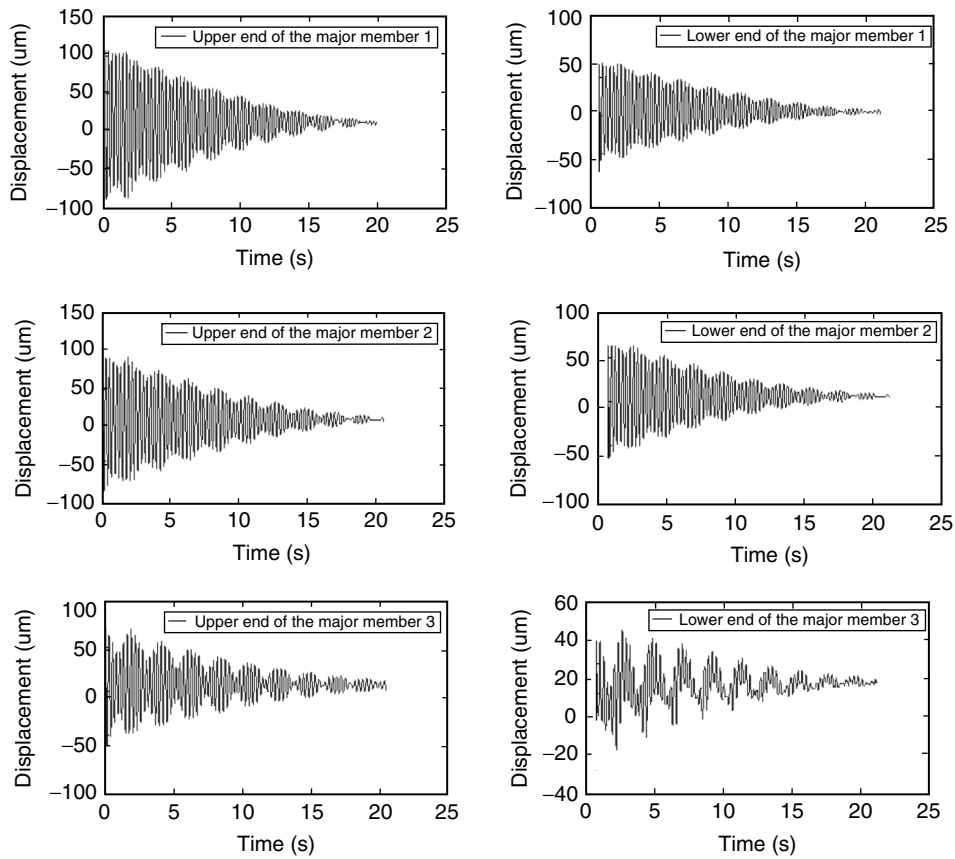 Displacement (um)
150
100
50
0
−50
−100
Upper end of the major member 1
0 5 10 15 20 25
Time (s)
Displacement (um)
100
50
0
−50
−100
Lower end of the major member 1
0 5 10 15 20 25
Time (s)
Displacement (um)
150
100
50
0
−50
−100
Upper end of the major member 2
0 5 10 15 20 25
Time (s)
Displacement (um)
100
50
0
−50
−100
Lower end of the major member 2
0 5 10 15 20 25
Time (s)
Displacement (um)
100
50
0
−50
−100
Upper end of the major member 3
0 5 10 15 20 25
Time (s)
Displacement (um)
60
40
20
0
−20
−40
Lower end of the major member 3
0 5 10 15 20 25
Time (s)